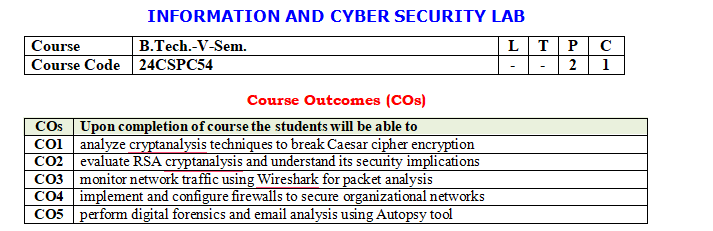 INFORMATION AND CYBER SECURITY LAB
Course B.Tech.-V-Sem. L T P C
Course Code 24CSPC54 - - 2 1
Course Outcomes (COs)
COs Upon completion of course the students will be able to
CO1 analyze cryptanalysis techniques to break Caesar cipher encryption
CO2 evaluate RSA cryptanalysis and understand its security implications
CO3 monitor network traffic using Wireshark for packet analysis
CO4 implement and configure firewalls to secure organizational networks
CO5 perform digital forensics and email analysis using Autopsy tool